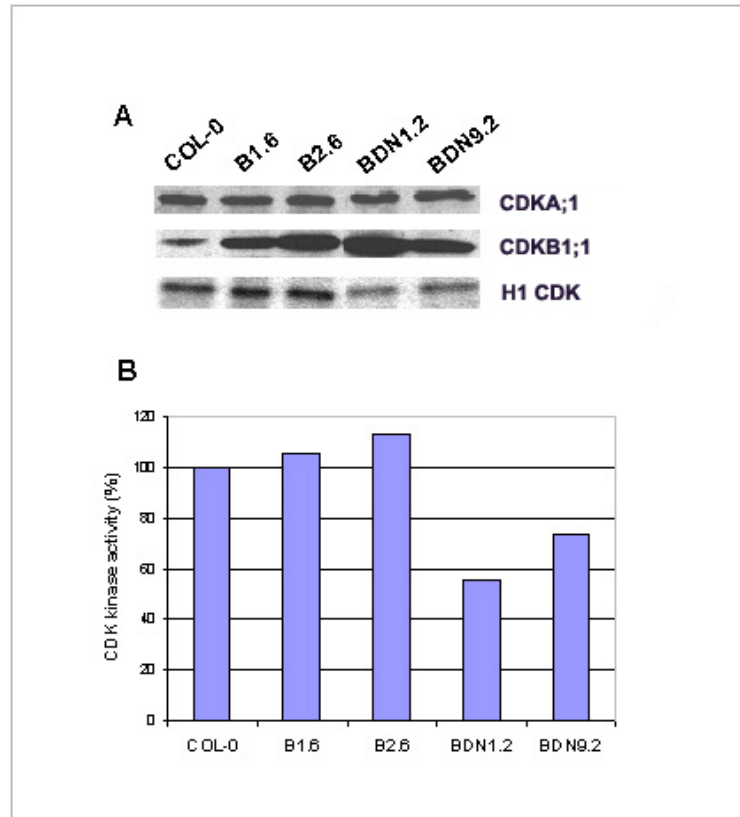 A
COL-0 B1.6 B2.6 BDN1.2 BDN9.2
CDKA;1
CDKB1;1
H1 CDK
B
CDK kinase activity (%)
120
100
80
60
40
20
0
COL-0 B1.6 B2.6 BDN1.2 BDN9.2